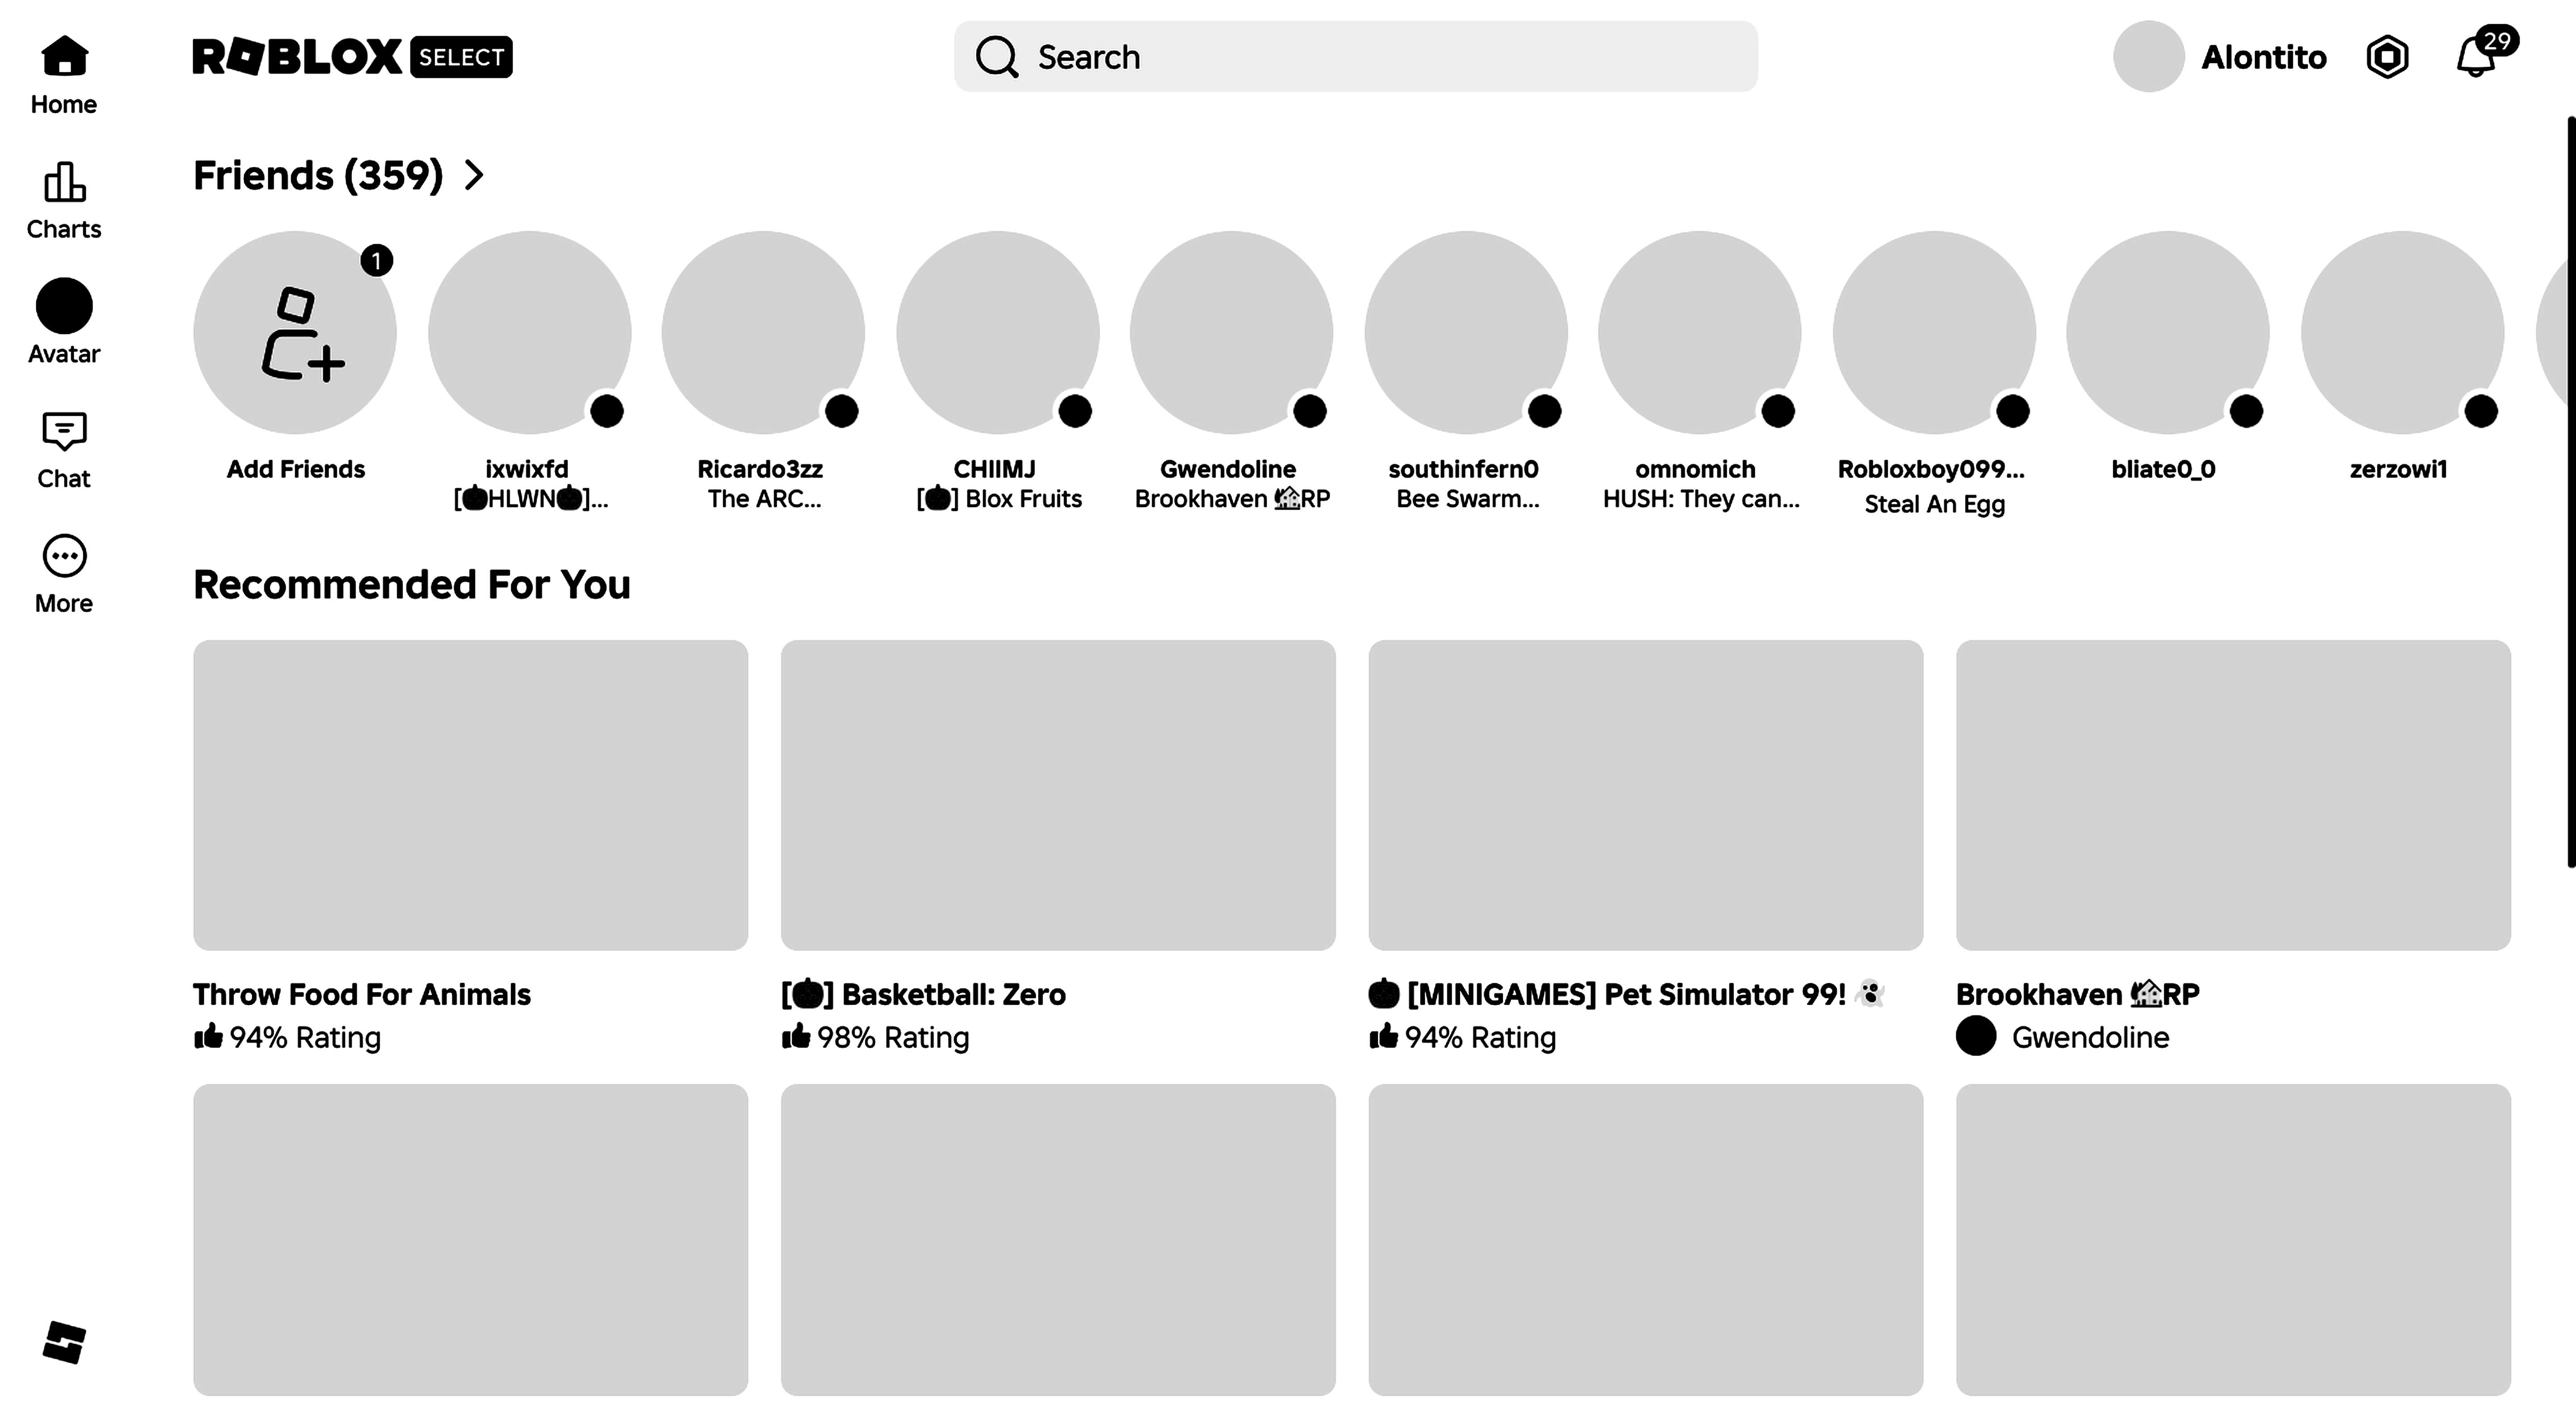 ROBLOX SELECT
Search
Alontito
29
Home
Charts
Avatar
Chat
More
Friends (359)
1
Add Friends
ixwixfd
[🎃HLWN🎃]...
Ricardo3zz
The ARC...
CHIIMJ
[🎃] Blox Fruits
Gwendoline
Brookhaven 🏡RP
southinfern0
Bee Swarm...
omnomich
HUSH: They can...
Robloxboy099...
Steal An Egg
bliate0_0
zerzowi1
Recommended For You
Throw Food For Animals
94% Rating
[🎃] Basketball: Zero
98% Rating
🎃 [MINIGAMES] Pet Simulator 99! 👻
94% Rating
Brookhaven 🏡RP
Gwendoline